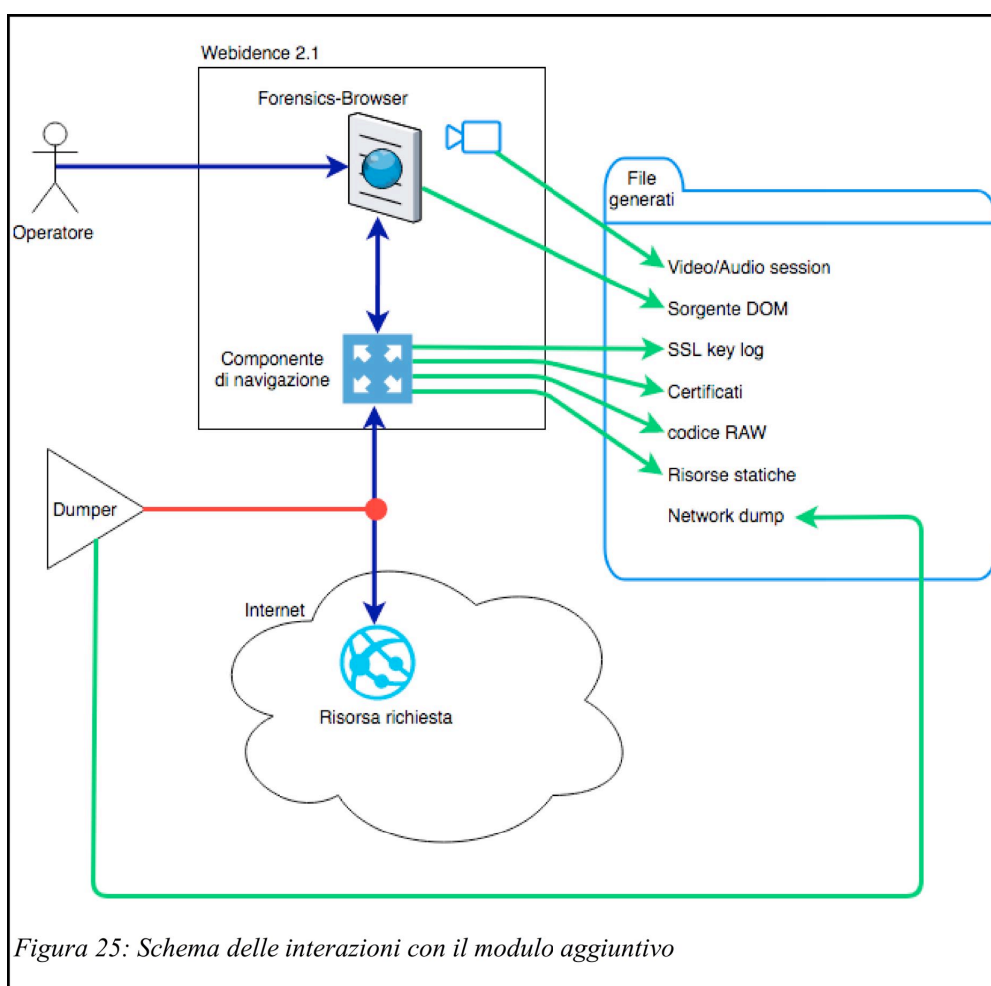 Webidence 2.1
Forensics-Browser
Operatore
File
generati
Video/Audio session
Sorgente DOM
SSL key log
Componente
di navigazione
Certificati
codice RAW
Risorse statiche
Dumper
Network dump
Internet
Risorsa richiesta
Figura 25: Schema delle interazioni con il modulo aggiuntivo